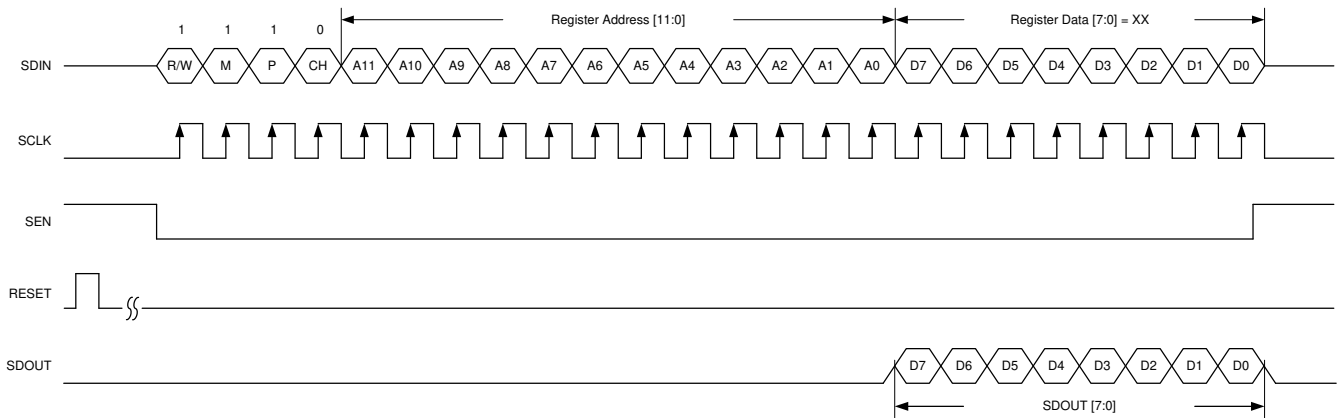 1 1 1 0 Register Address [11:0] Register Data [7:0] = XX
SDIN R/W M P CH A11 A10 A9 A8 A7 A6 A5 A4 A3 A2 A1 A0 D7 D6 D5 D4 D3 D2 D1 D0
SCLK
SEN
RESET
SDOUT D7 D6 D5 D4 D3 D2 D1 D0
SDOUT [7:0]